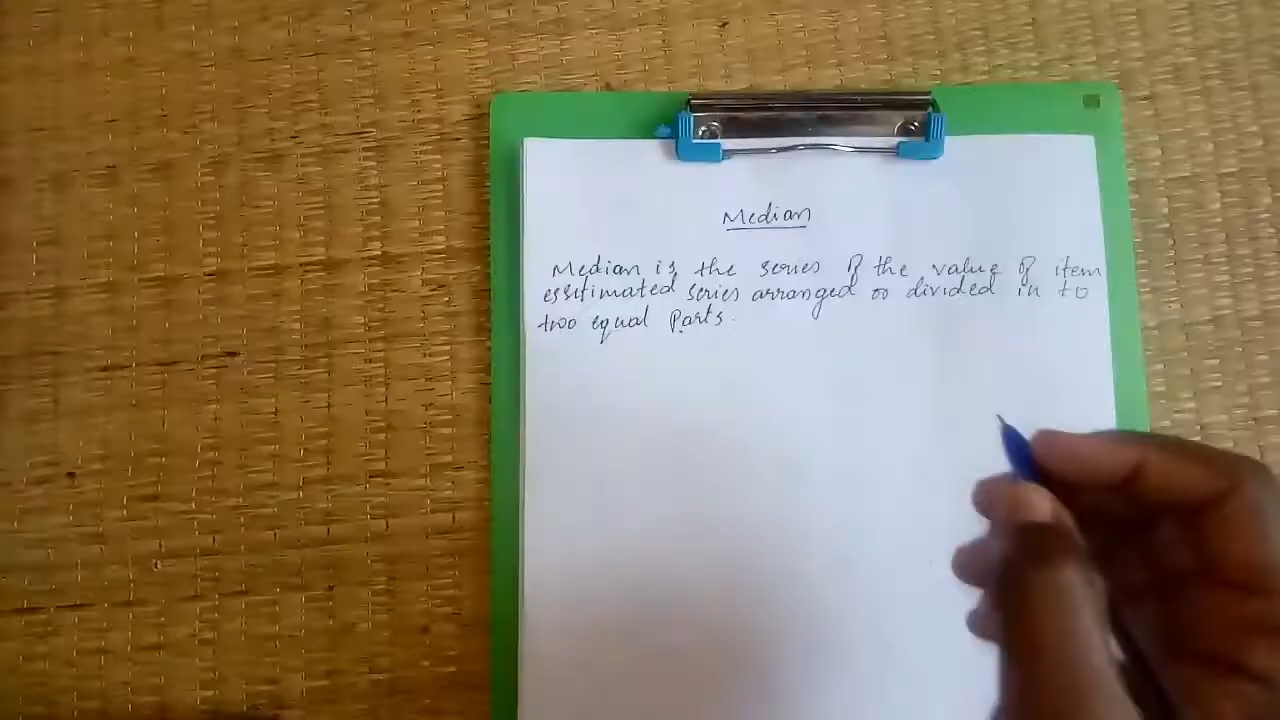 Median
Median is the series of the value of item
essitimated series arranged or divided in to
two equal Parts.